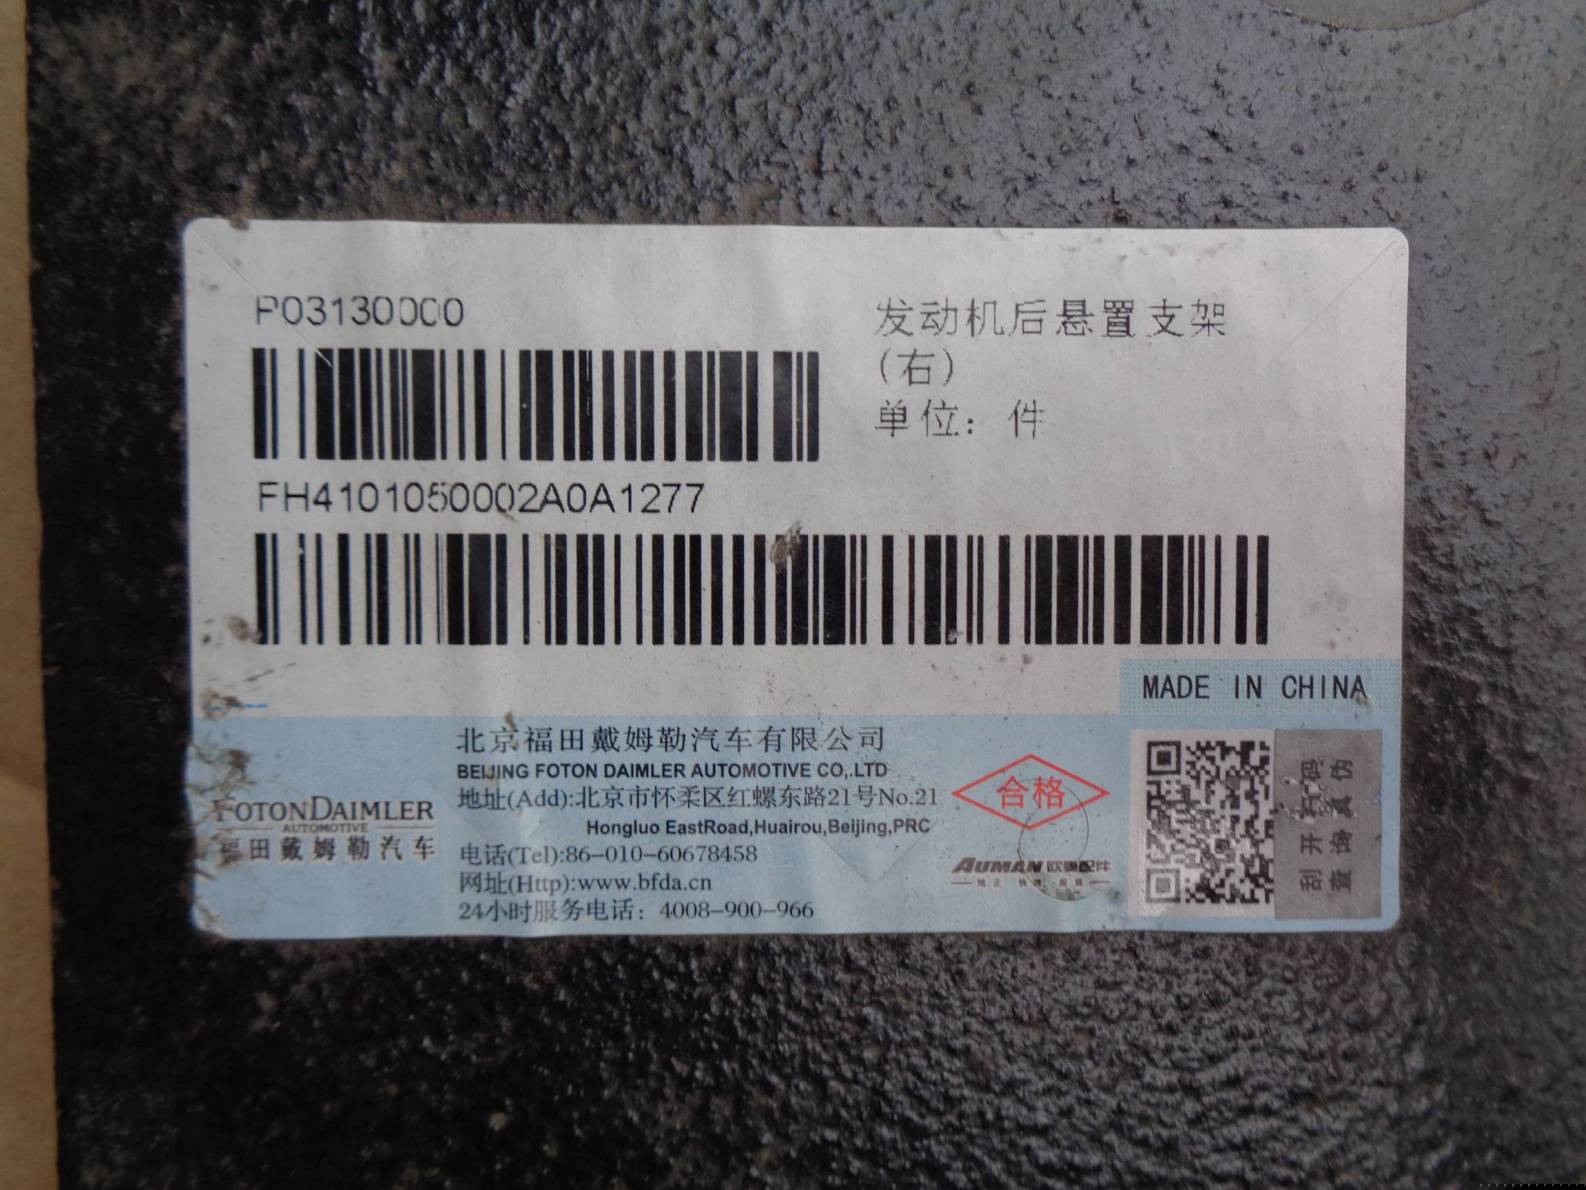 P03130000
发动机后悬置支架
(右)
单位：件
FH4101050002A0A1277
MADE IN CHINA
北京福田戴姆勒汽车有限公司
BEIJING FOTON DAIMLER AUTOMOTIVE CO,.LTD
地址(Add):北京市怀柔区红螺东路21号No.21
Hongluo EastRoad,Huairou,Beijing,PRC
电话(Tel):86-010-60678458
网址(Http):www.bfda.cn
24小时服务电话：4008-900-966
FOTONDAIMLER
AUTOMOTIVE
福田戴姆勒汽车
合格
AUMAN 欧曼配件
刮开